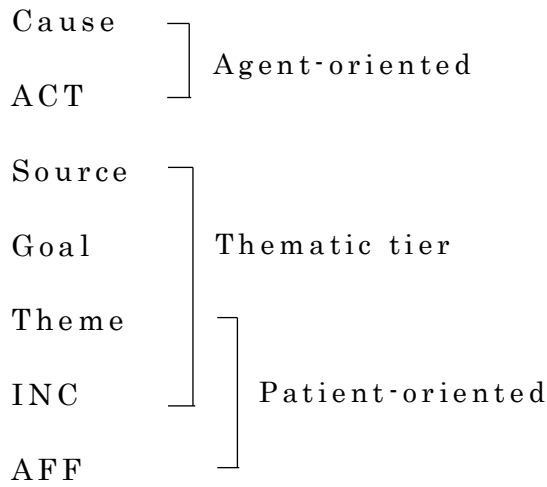 Cause
Agent-oriented
ACT
Source
Goal
Thematic tier
Theme
INC
Patient-oriented
AFF